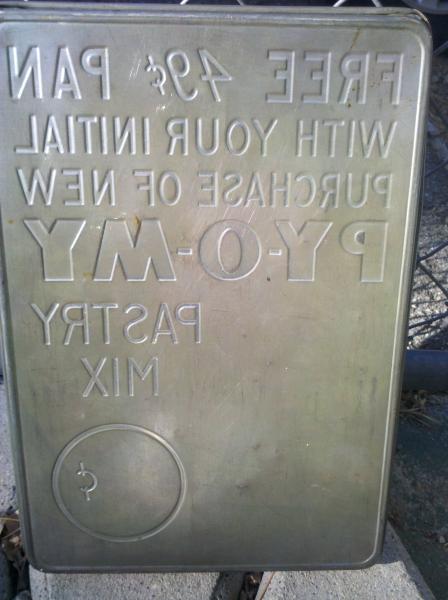 FREE 49¢ PAN
WITH YOUR INITIAL
PURCHASE OF NEW
PY-O-MY
PASTRY
MIX
¢